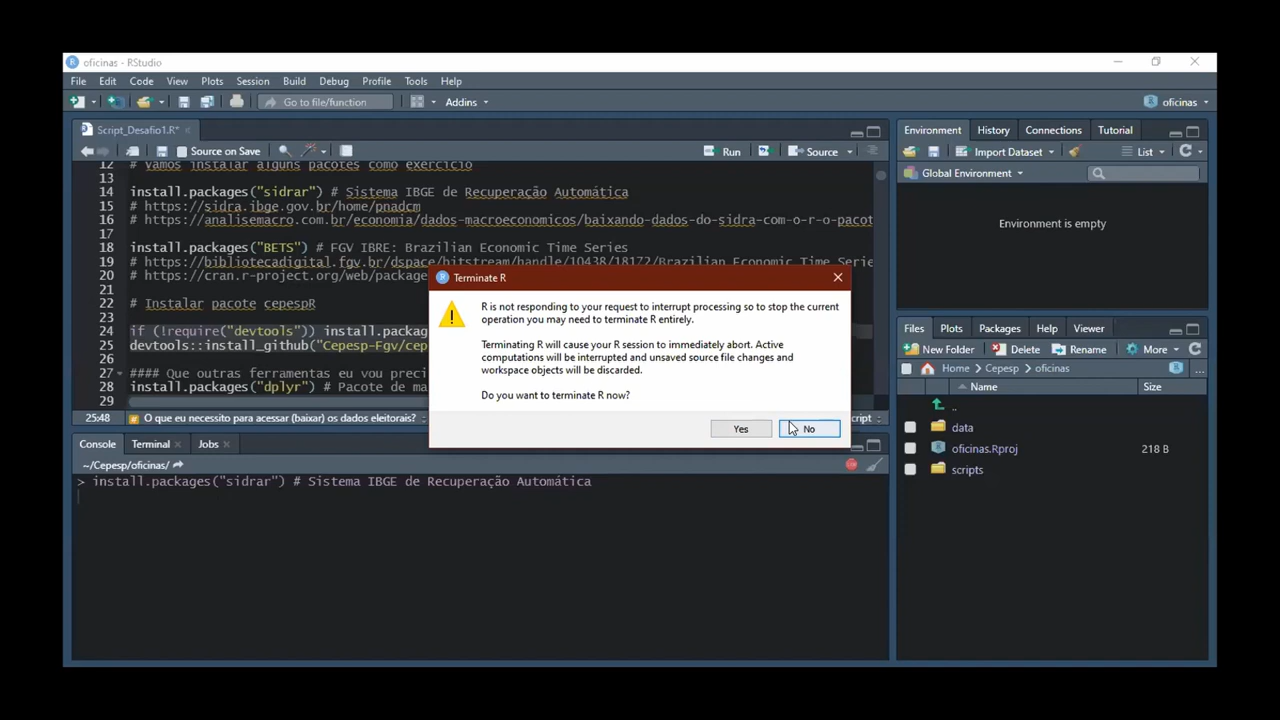 oficinas - RStudio
File Edit Code View Plots Session Build Debug Profile Tools Help
Go to file/function Addins oficinas
Script_Desafio1.R*
Source on Save Run Source
12 # Vamos instalar alguns pacotes como exercício
13
14 install.packages("sidrar") # Sistema IBGE de Recuperação Automática
15 # https://sidra.ibge.gov.br/home/pnadcm
16 # https://analisemacro.com.br/economia/dados-macroeconomicos/baixando-dados-do-sidra-com-o-r-o-pacot
17
18 install.packages("BETS") # FGV IBRE: Brazilian Economic Time Series
19 # https://bibliotecadigital.fgv.br/dspace/bitstream/handle/10438/18172/Brazilian Economic Time Serie
20 # https://cran.r-project.org/web/package
21
22 # Instalar pacote cepespR
23
24 if (!require("devtools")) install.packag
25 devtools::install_github("Cepesp-Fgv/cep
26
27 #### Que outras ferramentas eu vou preci
28 install.packages("dplyr") # Pacote de ma
29
25:48 O que eu necessito para acessar (baixar) os dados eleitorais? cript
Terminate R
R is not responding to your request to interrupt processing so to stop the current
operation you may need to terminate R entirely.
Terminating R will cause your R session to immediately abort. Active
computations will be interrupted and unsaved source file changes and
workspace objects will be discarded.
Do you want to terminate R now?
Yes No
Console Terminal Jobs
~/Cepesp/oficinas/
> install.packages("sidrar") # Sistema IBGE de Recuperação Automática
Environment History Connections Tutorial
Import Dataset List
Global Environment
Environment is empty
Files Plots Packages Help Viewer
New Folder Delete Rename More
Home Cepesp oficinas ...
Name Size
..
data
oficinas.Rproj 218 B
scripts